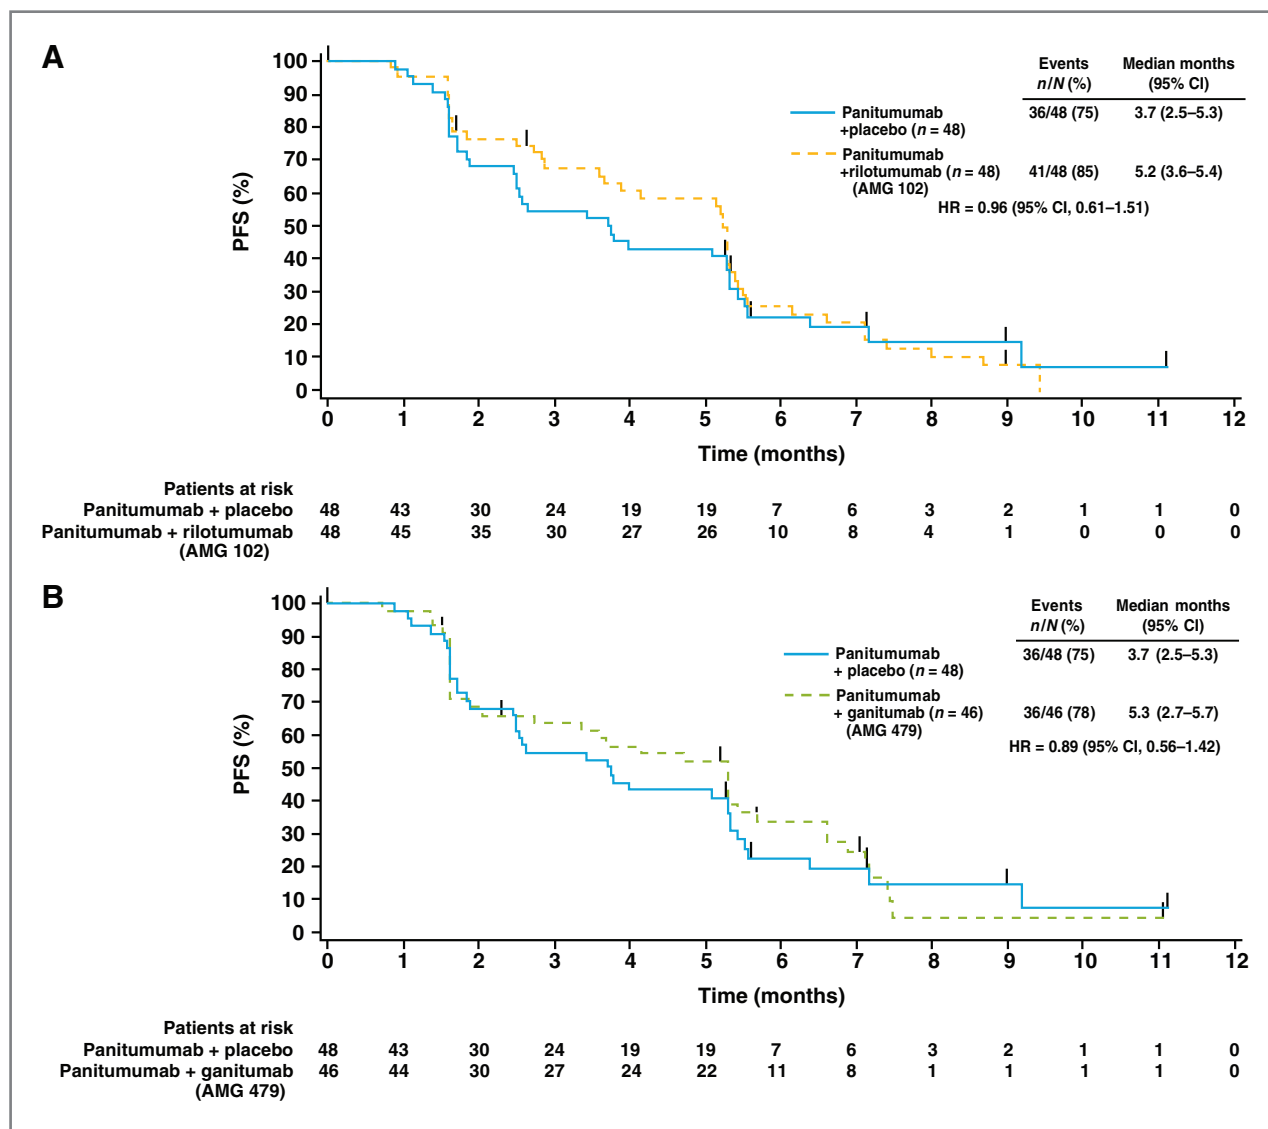 A
Events Median months
n/N (%) (95% CI)
Panitumumab 36/48 (75) 3.7 (2.5–5.3)
+placebo (n = 48)
Panitumumab
+rilotumumab (n = 48) 41/48 (85) 5.2 (3.6–5.4)
(AMG 102)
HR = 0.96 (95% CI, 0.61–1.51)
PFS (%)
100
90
80
70
60
50
40
30
20
10
0
0 1 2 3 4 5 6 7 8 9 10 11 12
Time (months)
Patients at risk
Panitumumab + placebo 48 43 30 24 19 19 7 6 3 2 1 1 0
Panitumumab + rilotumumab 48 45 35 30 27 26 10 8 4 1 0 0 0
(AMG 102)
B
Events Median months
n/N (%) (95% CI)
Panitumumab 36/48 (75) 3.7 (2.5–5.3)
+ placebo (n = 48)
Panitumumab
+ ganitumab (n = 46) 36/46 (78) 5.3 (2.7–5.7)
(AMG 479)
HR = 0.89 (95% CI, 0.56–1.42)
PFS (%)
100
90
80
70
60
50
40
30
20
10
0
0 1 2 3 4 5 6 7 8 9 10 11 12
Time (months)
Patients at risk
Panitumumab + placebo 48 43 30 24 19 19 7 6 3 2 1 1 0
Panitumumab + ganitumab 46 44 30 27 24 22 11 8 1 1 1 1 0
(AMG 479)